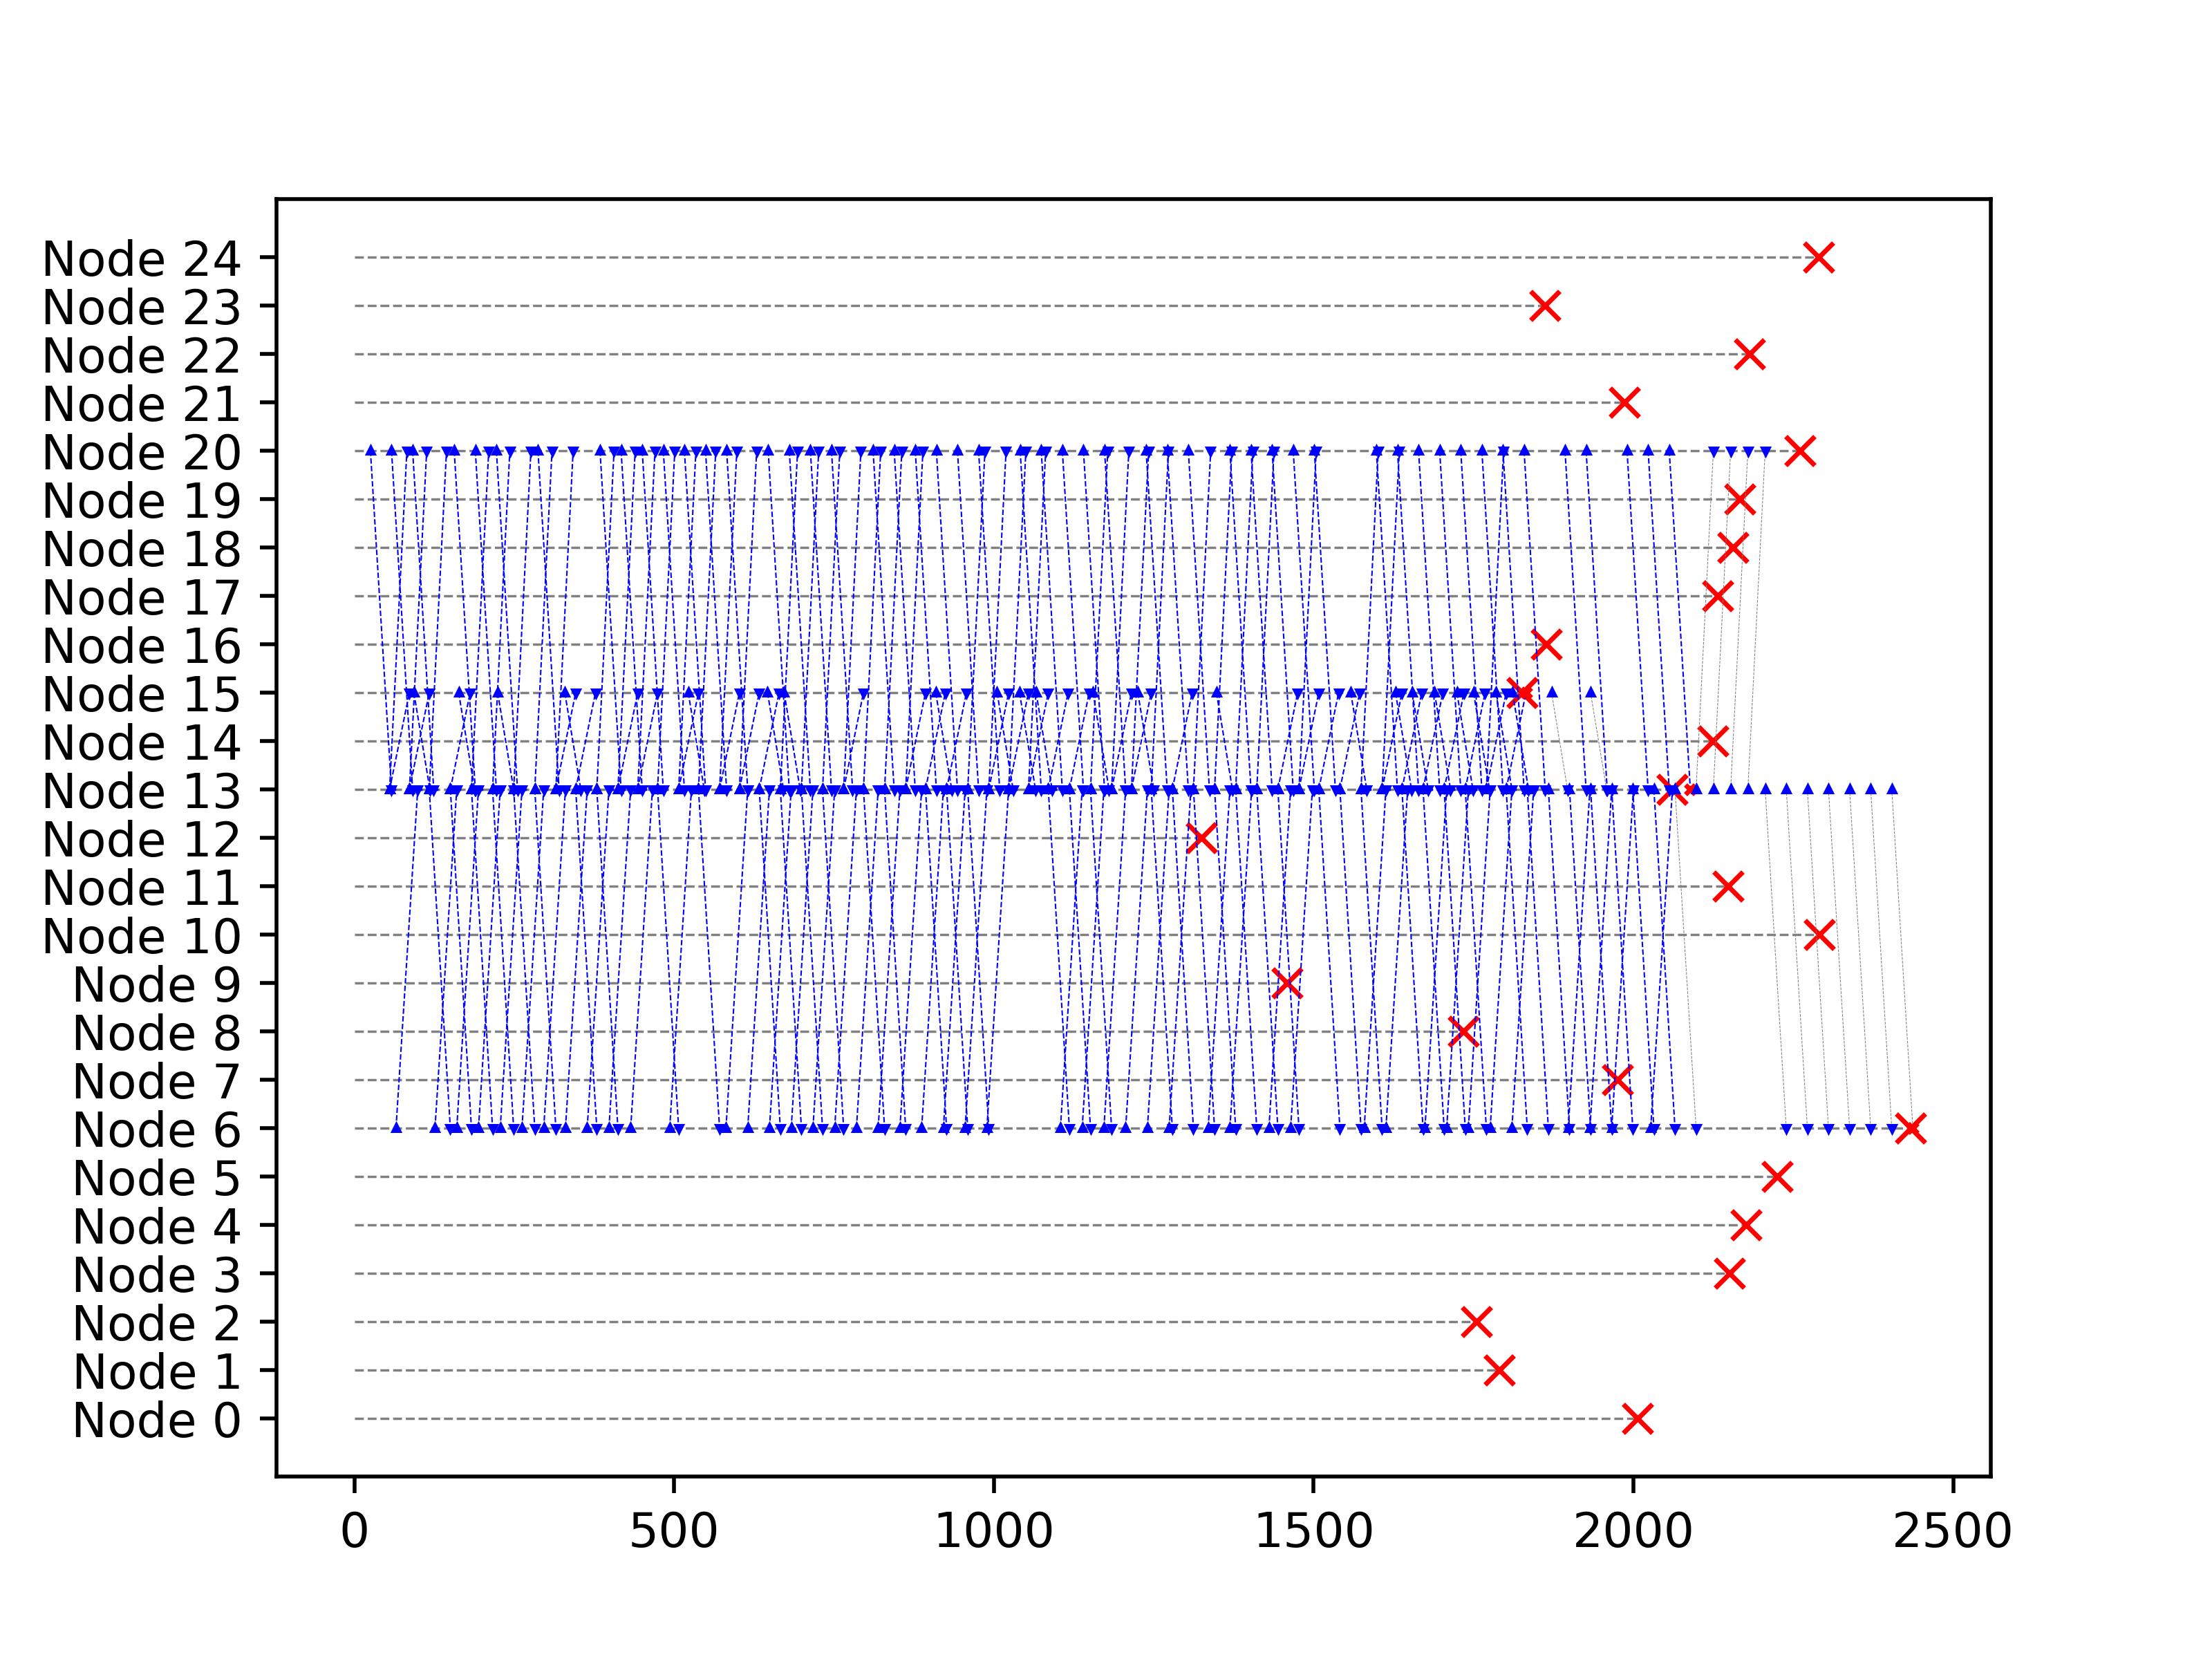 Node 24
Node 23
Node 22
Node 21
Node 20
Node 19
Node 18
Node 17
Node 16
Node 15
Node 14
Node 13
Node 12
Node 11
Node 10
Node 9
Node 8
Node 7
Node 6
Node 5
Node 4
Node 3
Node 2
Node 1
Node 0
0 500 1000 1500 2000 2500